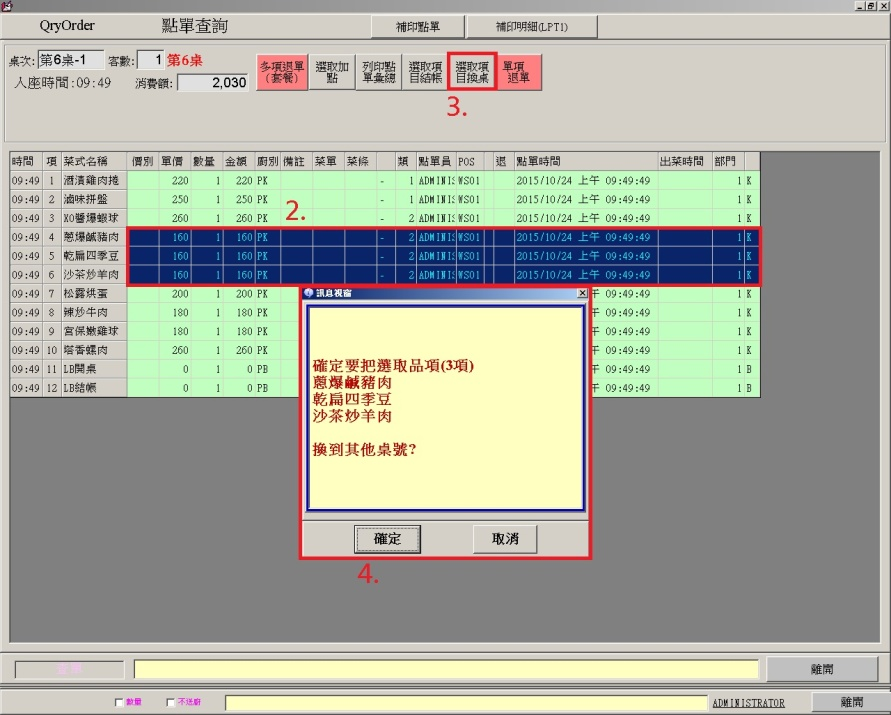 QryOrder 點單查詢 補印點單 補印明細(LPT1)
桌次: 第6桌-1 客數: 1 第6桌
人座時間:09:49 消費額: 2,030
多項退單(套餐) 選取加點 列印點單彙總 選取項目結帳 選取項目換桌 單項退單
3.
時間 項 菜式名稱 價別 單價 數量 金額 廚別 備註 菜單 菜條 類 點單員 POS 退 點單時間 出菜時間 部門
09:49 1 酒漬雞肉捲 220 1 220 PK - 1 ADMINIS WS01 2015/10/24 上午 09:49:49 1 K
09:49 2 滷味拼盤 250 1 250 PK - 1 ADMINIS WS01 2015/10/24 上午 09:49:49 1 K
09:49 3 XO醬爆蝦球 260 1 260 PK - 2 ADMINIS WS01 2015/10/24 上午 09:49:49 1 K
2.
09:49 4 蔥爆鹹豬肉 160 1 160 PK - 2 ADMINIS WS01 2015/10/24 上午 09:49:49 1 K
09:49 5 乾扁四季豆 160 1 160 PK - 2 ADMINIS WS01 2015/10/24 上午 09:49:49 1 K
09:49 6 沙茶炒羊肉 160 1 160 PK - 2 ADMINIS WS01 2015/10/24 上午 09:49:49 1 K
09:49 7 松露烘蛋 200 1 200 PK 午 09:49:49 1 K
09:49 8 辣炒牛肉 180 1 180 PK 午 09:49:49 1 K
09:49 9 宮保嫩雞球 180 1 180 PK 午 09:49:49 1 K
09:49 10 塔香螺肉 260 1 260 PK 午 09:49:49 1 K
09:49 11 LB開桌 0 1 0 PB 午 09:49:49 1 B
09:49 12 LB結帳 0 1 0 PB 午 09:49:49 1 B
訊息視窗
確定要把選取品項(3項)
蔥爆鹹豬肉
乾扁四季豆
沙茶炒羊肉
換到其他桌號?
確定 取消
4.
離開
數量 不送廚 ADMINISTRATOR 離開